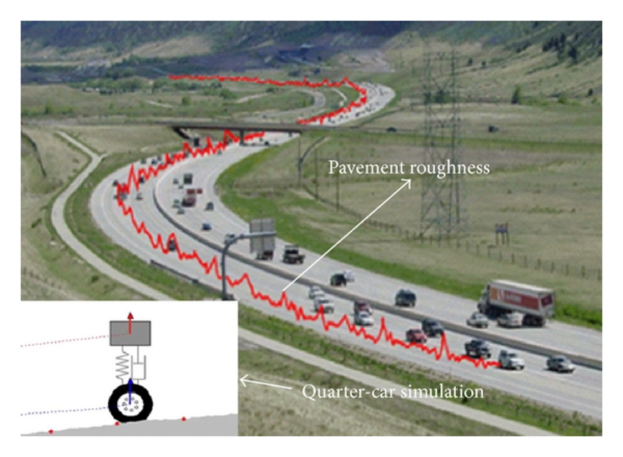 Pavement roughness
Quarter-car simulation